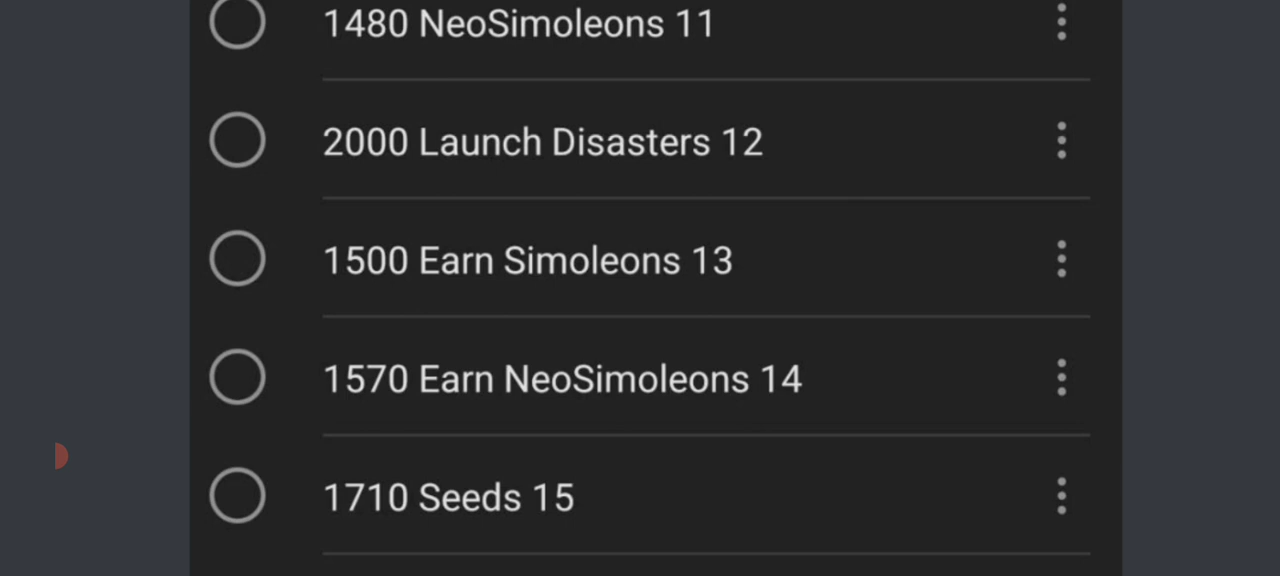 1480 NeoSimoleons 11
2000 Launch Disasters 12
1500 Earn Simoleons 13
1570 Earn NeoSimoleons 14
1710 Seeds 15